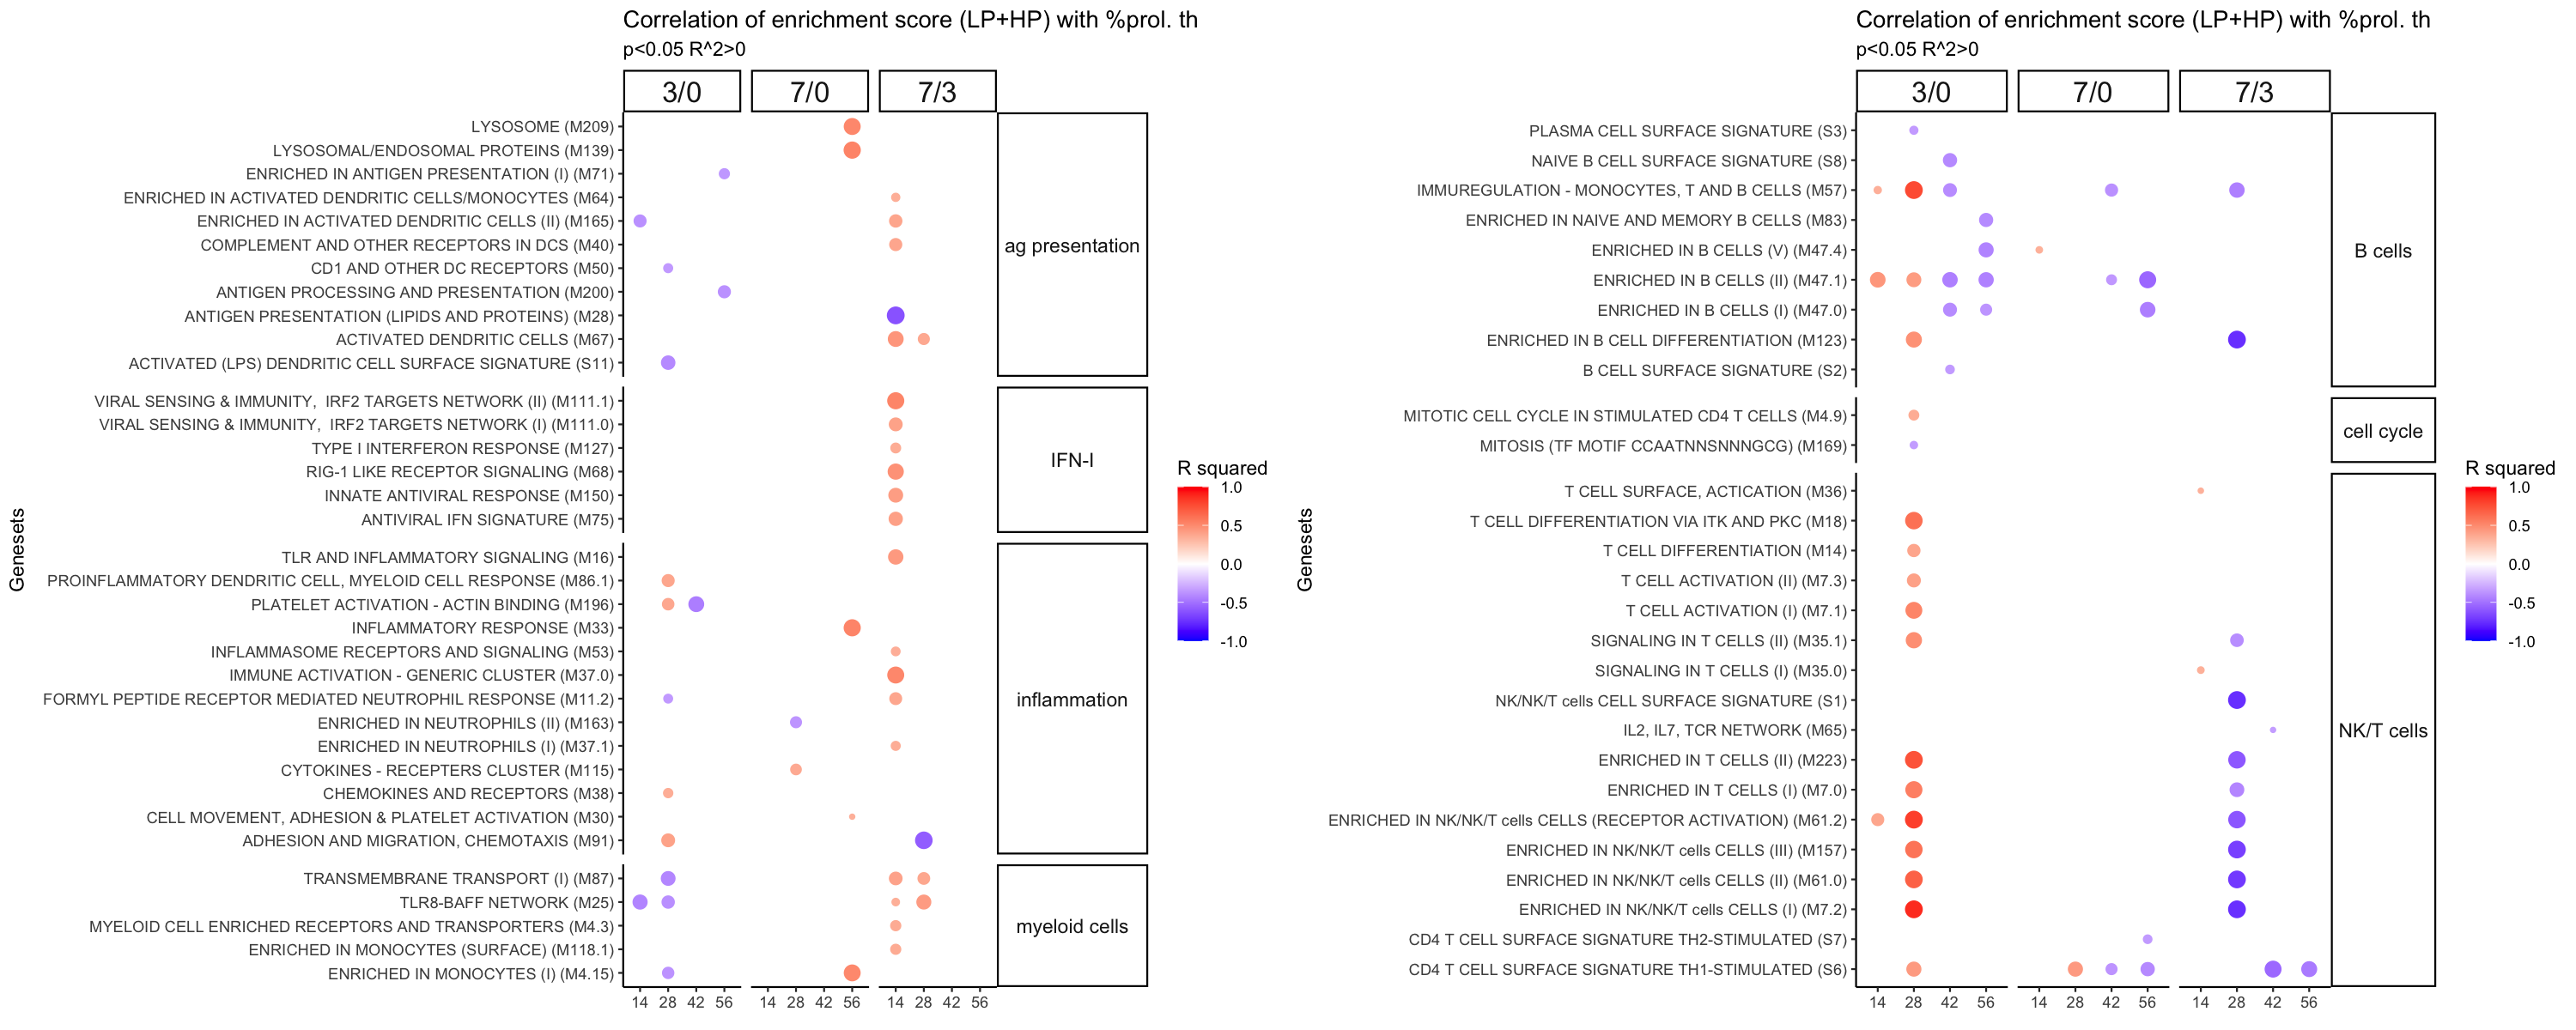 Correlation of enrichment score (LP+HP) with %prol. th
p<0.05 R^2>0
3/0
7/0
7/3
Genesets
LYSOSOME (M209)
LYSOSOMAL/ENDOSOMAL PROTEINS (M139)
ENRICHED IN ANTIGEN PRESENTATION (I) (M71)
ENRICHED IN ACTIVATED DENDRITIC CELLS/MONOCYTES (M64)
ENRICHED IN ACTIVATED DENDRITIC CELLS (II) (M165)
COMPLEMENT AND OTHER RECEPTORS IN DCS (M40)
CD1 AND OTHER DC RECEPTORS (M50)
ANTIGEN PROCESSING AND PRESENTATION (M200)
ANTIGEN PRESENTATION (LIPIDS AND PROTEINS) (M28)
ACTIVATED DENDRITIC CELLS (M67)
ACTIVATED (LPS) DENDRITIC CELL SURFACE SIGNATURE (S11)
ag presentation
VIRAL SENSING & IMMUNITY,  IRF2 TARGETS NETWORK (II) (M111.1)
VIRAL SENSING & IMMUNITY,  IRF2 TARGETS NETWORK (I) (M111.0)
TYPE I INTERFERON RESPONSE (M127)
RIG-1 LIKE RECEPTOR SIGNALING (M68)
INNATE ANTIVIRAL RESPONSE (M150)
ANTIVIRAL IFN SIGNATURE (M75)
IFN-I
TLR AND INFLAMMATORY SIGNALING (M16)
PROINFLAMMATORY DENDRITIC CELL, MYELOID CELL RESPONSE (M86.1)
PLATELET ACTIVATION - ACTIN BINDING (M196)
INFLAMMATORY RESPONSE (M33)
INFLAMMASOME RECEPTORS AND SIGNALING (M53)
IMMUNE ACTIVATION - GENERIC CLUSTER (M37.0)
FORMYL PEPTIDE RECEPTOR MEDIATED NEUTROPHIL RESPONSE (M11.2)
ENRICHED IN NEUTROPHILS (II) (M163)
ENRICHED IN NEUTROPHILS (I) (M37.1)
CYTOKINES - RECEPTERS CLUSTER (M115)
CHEMOKINES AND RECEPTORS (M38)
CELL MOVEMENT, ADHESION & PLATELET ACTIVATION (M30)
ADHESION AND MIGRATION, CHEMOTAXIS (M91)
inflammation
TRANSMEMBRANE TRANSPORT (I) (M87)
TLR8-BAFF NETWORK (M25)
MYELOID CELL ENRICHED RECEPTORS AND TRANSPORTERS (M4.3)
ENRICHED IN MONOCYTES (SURFACE) (M118.1)
ENRICHED IN MONOCYTES (I) (M4.15)
myeloid cells
14 28 42 56 14 28 42 56 14 28 42 56
R squared
1.0
0.5
0.0
-0.5
-1.0
Correlation of enrichment score (LP+HP) with %prol. th
p<0.05 R^2>0
3/0
7/0
7/3
Genesets
PLASMA CELL SURFACE SIGNATURE (S3)
NAIVE B CELL SURFACE SIGNATURE (S8)
IMMUREGULATION - MONOCYTES, T AND B CELLS (M57)
ENRICHED IN NAIVE AND MEMORY B CELLS (M83)
ENRICHED IN B CELLS (V) (M47.4)
ENRICHED IN B CELLS (II) (M47.1)
ENRICHED IN B CELLS (I) (M47.0)
ENRICHED IN B CELL DIFFERENTIATION (M123)
B CELL SURFACE SIGNATURE (S2)
B cells
MITOTIC CELL CYCLE IN STIMULATED CD4 T CELLS (M4.9)
MITOSIS (TF MOTIF CCAATNNSNNNGCG) (M169)
cell cycle
T CELL SURFACE, ACTICATION (M36)
T CELL DIFFERENTIATION VIA ITK AND PKC (M18)
T CELL DIFFERENTIATION (M14)
T CELL ACTIVATION (II) (M7.3)
T CELL ACTIVATION (I) (M7.1)
SIGNALING IN T CELLS (II) (M35.1)
SIGNALING IN T CELLS (I) (M35.0)
NK/NK/T cells CELL SURFACE SIGNATURE (S1)
IL2, IL7, TCR NETWORK (M65)
ENRICHED IN T CELLS (II) (M223)
ENRICHED IN T CELLS (I) (M7.0)
ENRICHED IN NK/NK/T cells CELLS (RECEPTOR ACTIVATION) (M61.2)
ENRICHED IN NK/NK/T cells CELLS (III) (M157)
ENRICHED IN NK/NK/T cells CELLS (II) (M61.0)
ENRICHED IN NK/NK/T cells CELLS (I) (M7.2)
CD4 T CELL SURFACE SIGNATURE TH2-STIMULATED (S7)
CD4 T CELL SURFACE SIGNATURE TH1-STIMULATED (S6)
NK/T cells
14 28 42 56 14 28 42 56 14 28 42 56
R squared
1.0
0.5
0.0
-0.5
-1.0